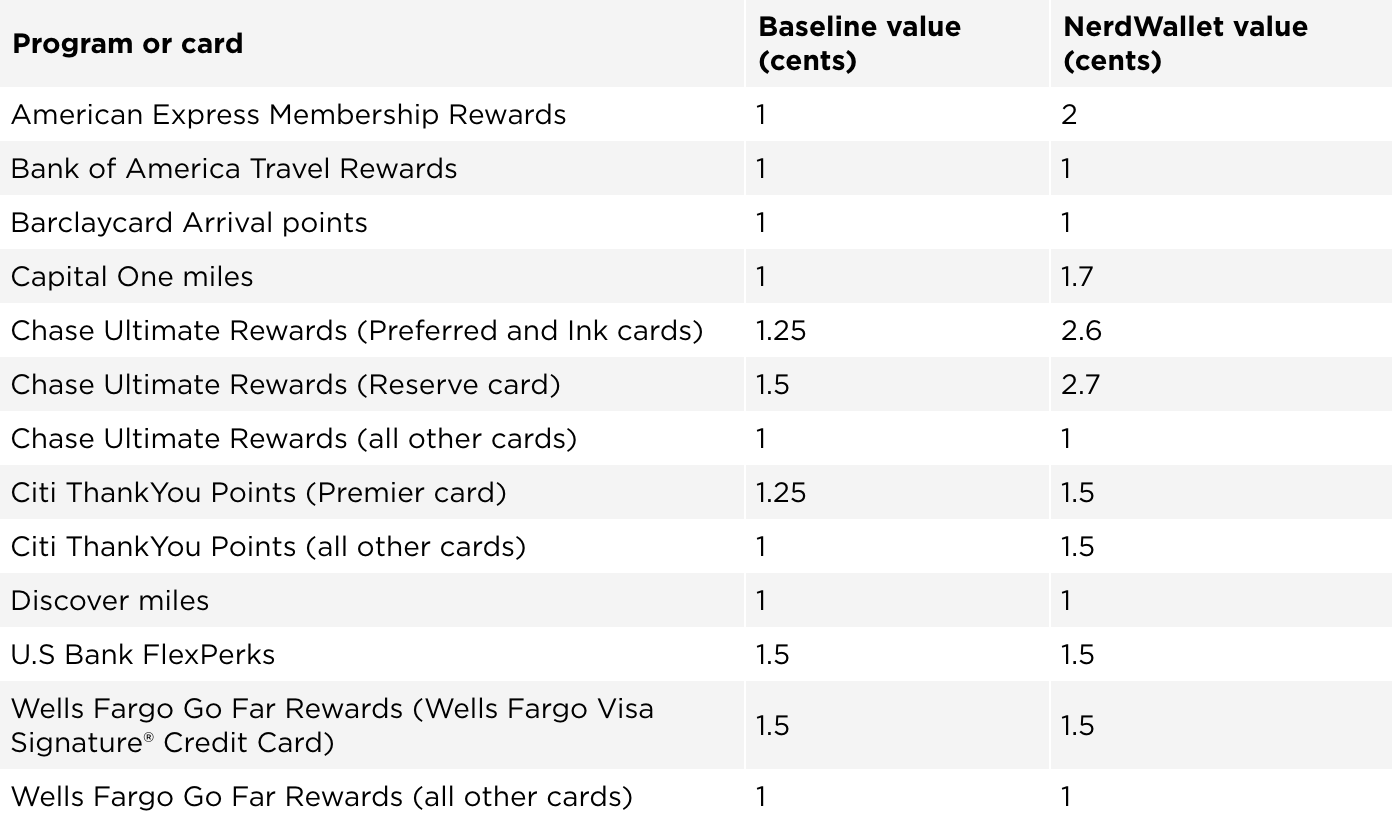 Program or card Baseline value (cents) NerdWallet value (cents)
American Express Membership Rewards 1 2
Bank of America Travel Rewards 1 1
Barclaycard Arrival points 1 1
Capital One miles 1 1.7
Chase Ultimate Rewards (Preferred and Ink cards) 1.25 2.6
Chase Ultimate Rewards (Reserve card) 1.5 2.7
Chase Ultimate Rewards (all other cards) 1 1
Citi ThankYou Points (Premier card) 1.25 1.5
Citi ThankYou Points (all other cards) 1 1.5
Discover miles 1 1
U.S Bank FlexPerks 1.5 1.5
Wells Fargo Go Far Rewards (Wells Fargo Visa
Signature® Credit Card) 1.5 1.5
Wells Fargo Go Far Rewards (all other cards) 1 1